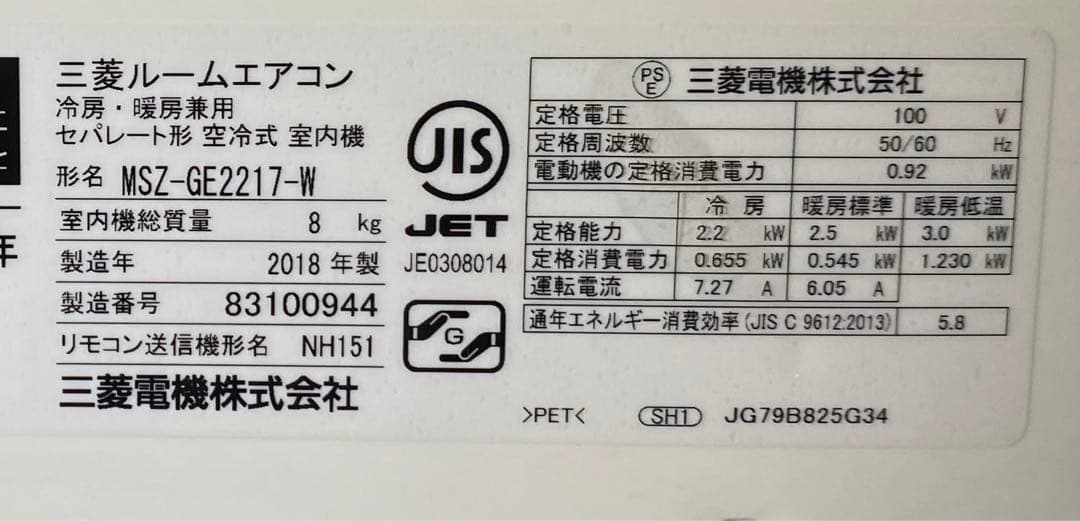 三菱ルームエアコン
冷房・暖房兼用
セパレート形 空冷式 室内機
形名 MSZ-GE2217-W
室内機総質量 8 kg
製造年 2018 年製
製造番号 83100944
リモコン送信機形名 NH151
三菱電機株式会社
JIS
JET
JE0308014
G
PS
E
三菱電機株式会社
定格電圧 100 V
定格周波数 50/60 Hz
電動機の定格消費電力 0.92 kW
冷房 暖房標準 暖房低温
定格能力 2.2 kW 2.5 kW 3.0 kW
定格消費電力 0.655 kW 0.545 kW 1.230 kW
運転電流 7.27 A 6.05 A
通年エネルギー消費効率(JIS C 9612:2013) 5.8
>PET< SH1 JG79B825G34
年